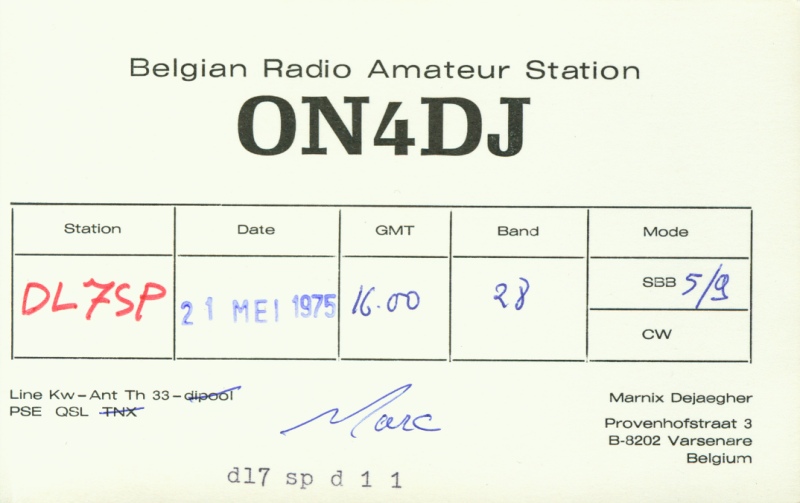 Belgian Radio Amateur Station
ON4DJ
Station Date GMT Band Mode
DL7SP 21 MEI 1975 16.00 28 SBB 5/9
CW
Line Kw-Ant Th 33-dipool
PSE QSL TNX
Marc
Marnix Dejaegher
Provenhofstraat 3
B-8202 Varsenare
Belgium
dl7 sp d 1 1